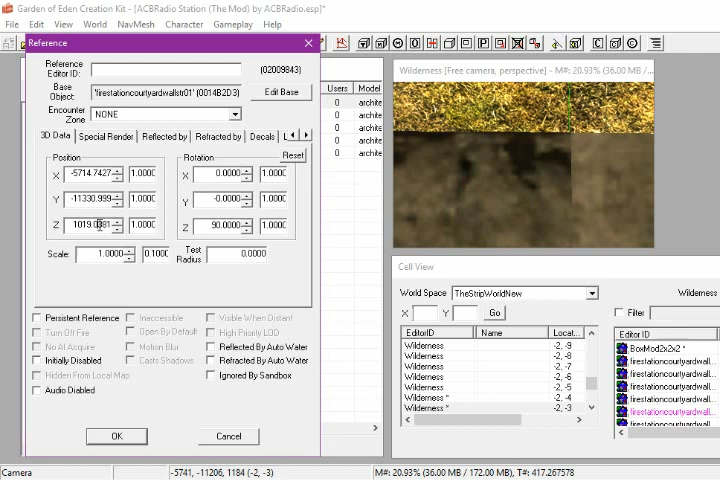 Garden of Eden Creation Kit - [ACBRadio Station (The Mod) by ACBRadio.esp]*
File Edit View World NavMesh Character Gameplay Help
Reference
Reference Editor ID: (02009843)
Base Object: 'firestationcourtyardwallstr01' (0014B2D3) Edit Base
Encounter Zone NONE
3D Data Special Render Reflected by Refracted by Decals
Position Rotation Reset
X -5714.7427 1.0000 X 0.0000 1.0000
Y -11330.999 1.0000 Y -0.0000 1.0000
Z 1019.0381 1.0000 Z 90.0000 1.0000
Scale: 1.0000 0.1000 Test Radius 0.0000
Persistent Reference Inaccessible Visible When Distant
Turn Off Fire Open By Default High Priority LOD
No AI Acquire Motion Blur Reflected By Auto Water
Initially Disabled Casts Shadows Refracted By Auto Water
Hidden From Local Map Ignored By Sandbox
Audio Disabled
OK Cancel
Users Model
0 archite
0 archite
0 archite
0 archite
0 archite
Wilderness [Free camera, perspective] - M#: 20.93% (36.00 MB /...
Cell View
World Space TheStripWorldNew Wilderness
X Y Go Filter
EditorID Name Locat...
Wilderness -2, -9
Wilderness -2, -8
Wilderness -2, -7
Wilderness -2, -6
Wilderness -2, -5
Wilderness * -2, -4
Wilderness * -2, -3
Editor ID
BoxMod2x2x2 *
firestationcourtyardwall...
firestationcourtyardwall...
firestationcourtyardwall...
firestationcourtyardwall...
firestationcourtyardwall...
firestationcourtyardwall...
Camera -5741, -11206, 1184 (-2, -3) M#: 20.93% (36.00 MB / 172.00 MB), T#: 417.267578